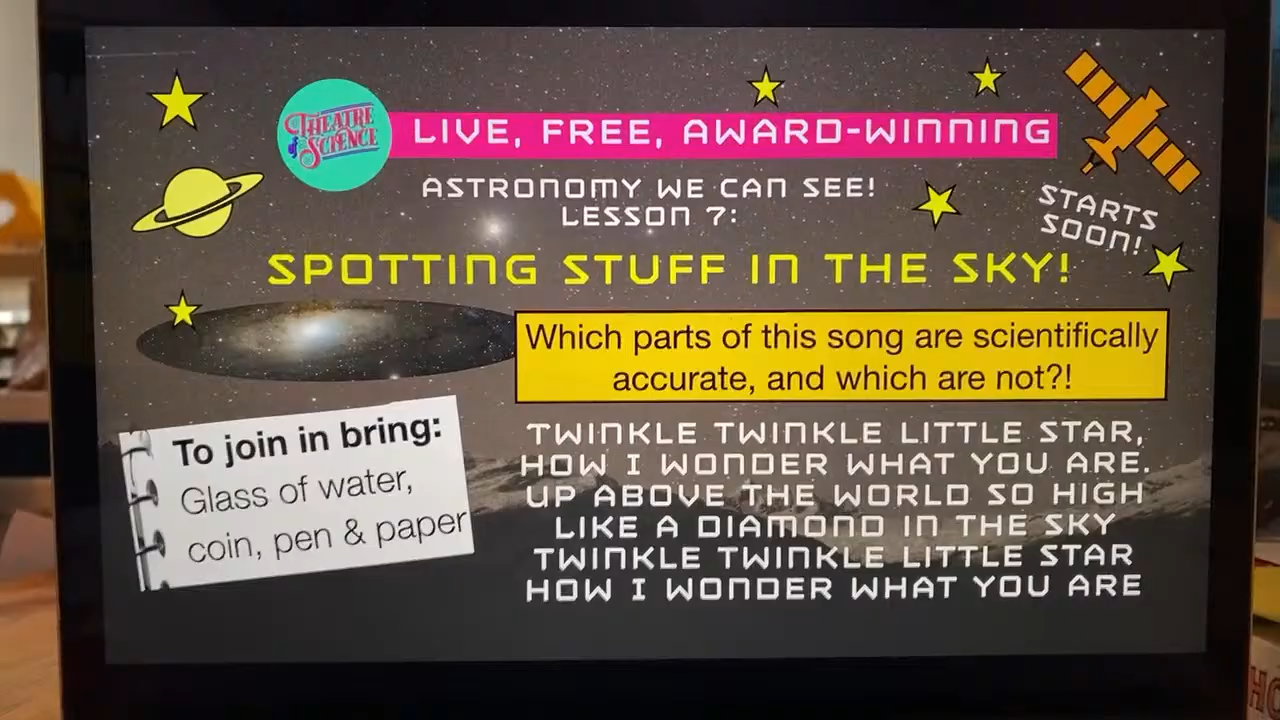 THEATRE
of SCIENCE
LIVE, FREE, AWARD-WINNING
ASTRONOMY WE CAN SEE!
LESSON 7:
STARTS
SOON!
SPOTTING STUFF IN THE SKY!
Which parts of this song are scientifically
accurate, and which are not?!
To join in bring:
Glass of water,
coin, pen & paper
TWINKLE TWINKLE LITTLE STAR,
HOW I WONDER WHAT YOU ARE.
UP ABOVE THE WORLD SO HIGH
LIKE A DIAMOND IN THE SKY
TWINKLE TWINKLE LITTLE STAR
HOW I WONDER WHAT YOU ARE